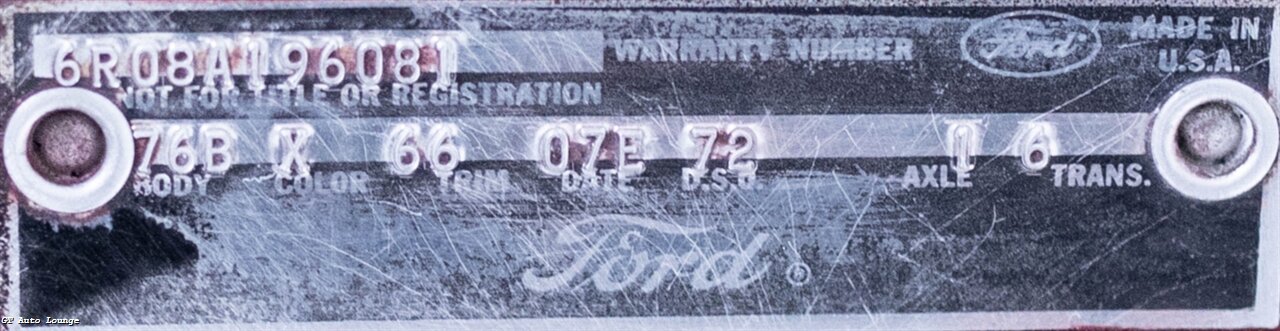 6R08A196081 WARRANTY NUMBER Ford MADE IN U.S.A.
NOT FOR TITLE OR REGISTRATION
76B X 66 07E 72 1 6
BODY COLOR TRIM DATE D.S.O. AXLE TRANS.
Ford ®
GT Auto Lounge